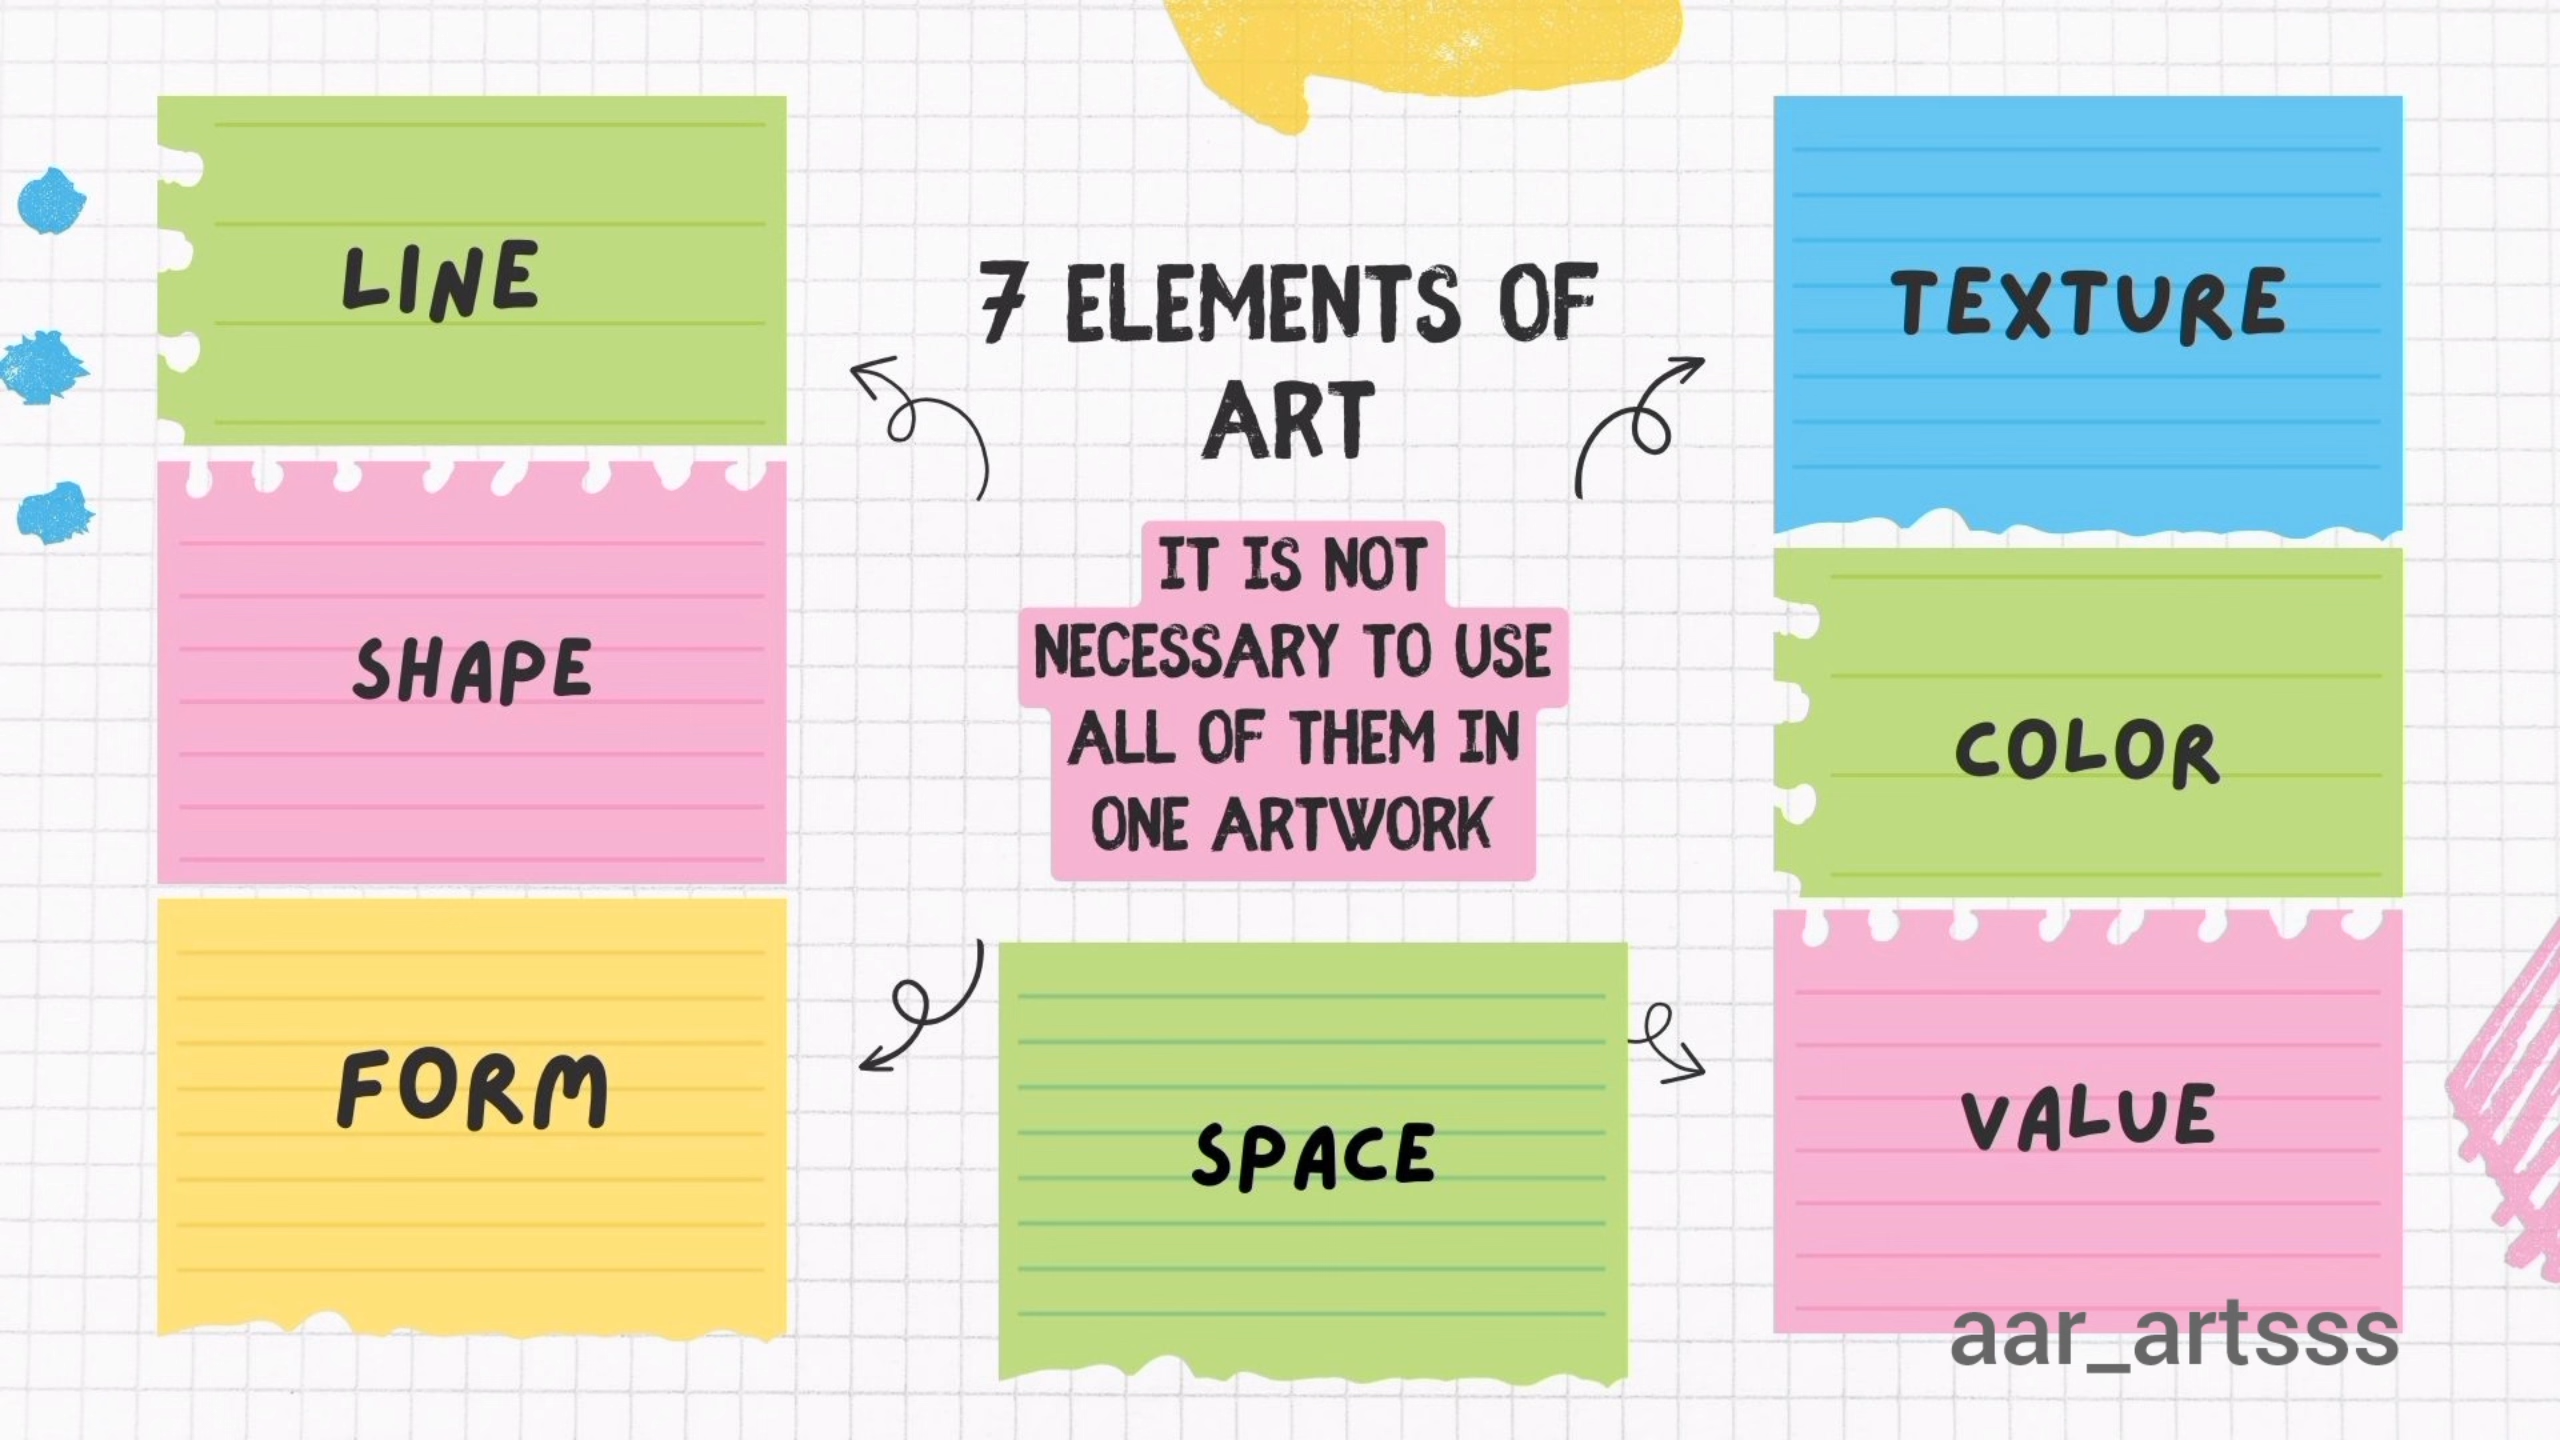 7 ELEMENTS OF
ART
IT IS NOT
NECESSARY TO USE
ALL OF THEM IN
ONE ARTWORK
LINE
SHAPE
FORM
SPACE
TEXTURE
COLOR
VALUE
aar_artsss